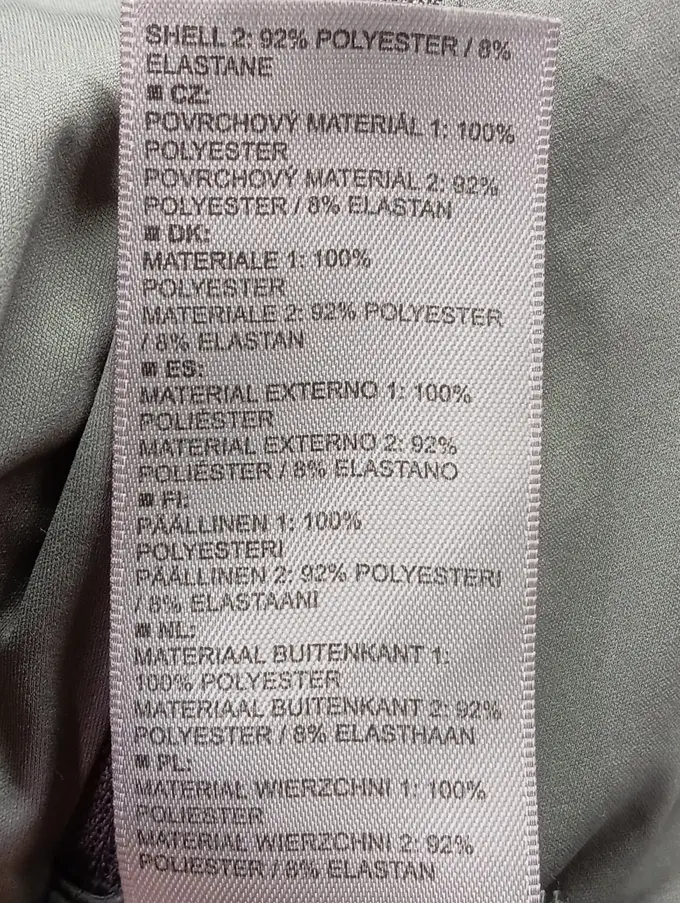 SHELL 2: 92% POLYESTER / 8%
ELASTANE
■ CZ:
POVRCHOVÝ MATERIÁL 1: 100%
POLYESTER
POVRCHOVÝ MATERIÁL 2: 92%
POLYESTER / 8% ELASTAN
■ DK:
MATERIALE 1: 100%
POLYESTER
MATERIALE 2: 92% POLYESTER
/ 8% ELASTAN
■ ES:
MATERIAL EXTERNO 1: 100%
POLIÉSTER
MATERIAL EXTERNO 2: 92%
POLIÉSTER / 8% ELASTANO
■ FI:
PÄÄLLINEN 1: 100%
POLYESTERI
PÄÄLLINEN 2: 92% POLYESTERI
/ 8% ELASTAANI
■ NL:
MATERIAAL BUITENKANT 1:
100% POLYESTER
MATERIAAL BUITENKANT 2: 92%
POLYESTER / 8% ELASTHAAN
■ PL:
MATERIAŁ WIERZCHNI 1: 100%
POLIESTER
MATERIAŁ WIERZCHNI 2: 92%
POLIESTER / 8% ELASTAN